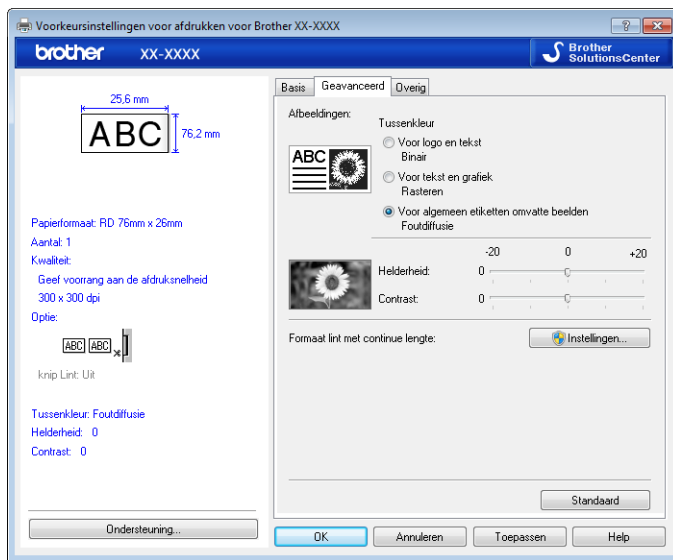 Voorkeursinstellingen voor afdrukken voor Brother XX-XXXX
brother XX-XXXX
Brother
SolutionsCenter
25,6 mm
ABC
76,2 mm
Papierformaat: RD 76mm x 26mm
Aantal: 1
Kwaliteit:
Geef voorrang aan de afdruksnelheid
300 x 300 dpi
Optie:
ABC ABC
knip Lint: Uit
Tussenkleur: Foutdiffusie
Helderheid: 0
Contrast: 0
Ondersteuning...
Basis Geavanceerd Overig
Afbeeldingen:
ABC
Tussenkleur
Voor logo en tekst
Binair
Voor tekst en grafiek
Rasteren
Voor algemeen etiketten omvatte beelden
Foutdiffusie
-20 0 +20
Helderheid: 0
Contrast: 0
Formaat lint met continue lengte: Instellingen...
Standaard
OK Annuleren Toepassen Help